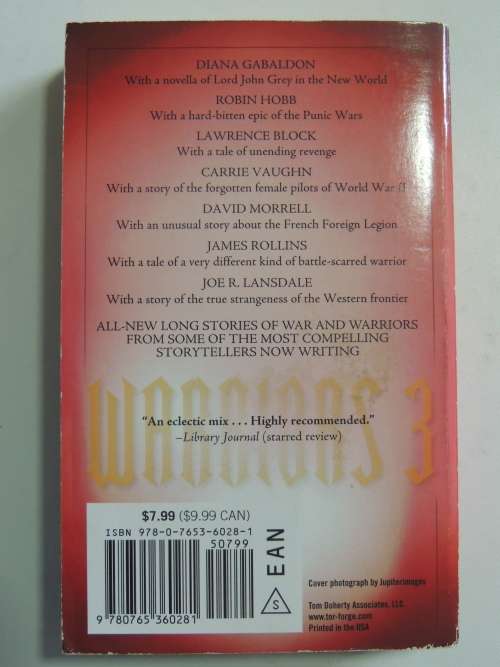 DIANA GABALDON
With a novella of Lord John Grey in the New World
ROBIN HOBB
With a hard-bitten epic of the Punic Wars
LAWRENCE BLOCK
With a tale of unending revenge
CARRIE VAUGHN
With a story of the forgotten female pilots of World War II
DAVID MORRELL
With an unusual story about the French Foreign Legion
JAMES ROLLINS
With a tale of a very different kind of battle-scarred warrior
JOE R. LANSDALE
With a story of the true strangeness of the Western frontier
ALL-NEW LONG STORIES OF WAR AND WARRIORS
FROM SOME OF THE MOST COMPELLING
STORYTELLERS NOW WRITING
WARRIORS 3
"An eclectic mix . . . Highly recommended."
–Library Journal (starred review)
$7.99 ($9.99 CAN)
ISBN 978-0-7653-6028-1
50799
EAN
S
9 780765 360281
Cover photograph by Jupiterimages
Tom Doherty Associates, LLC.
www.tor-forge.com
Printed in the USA